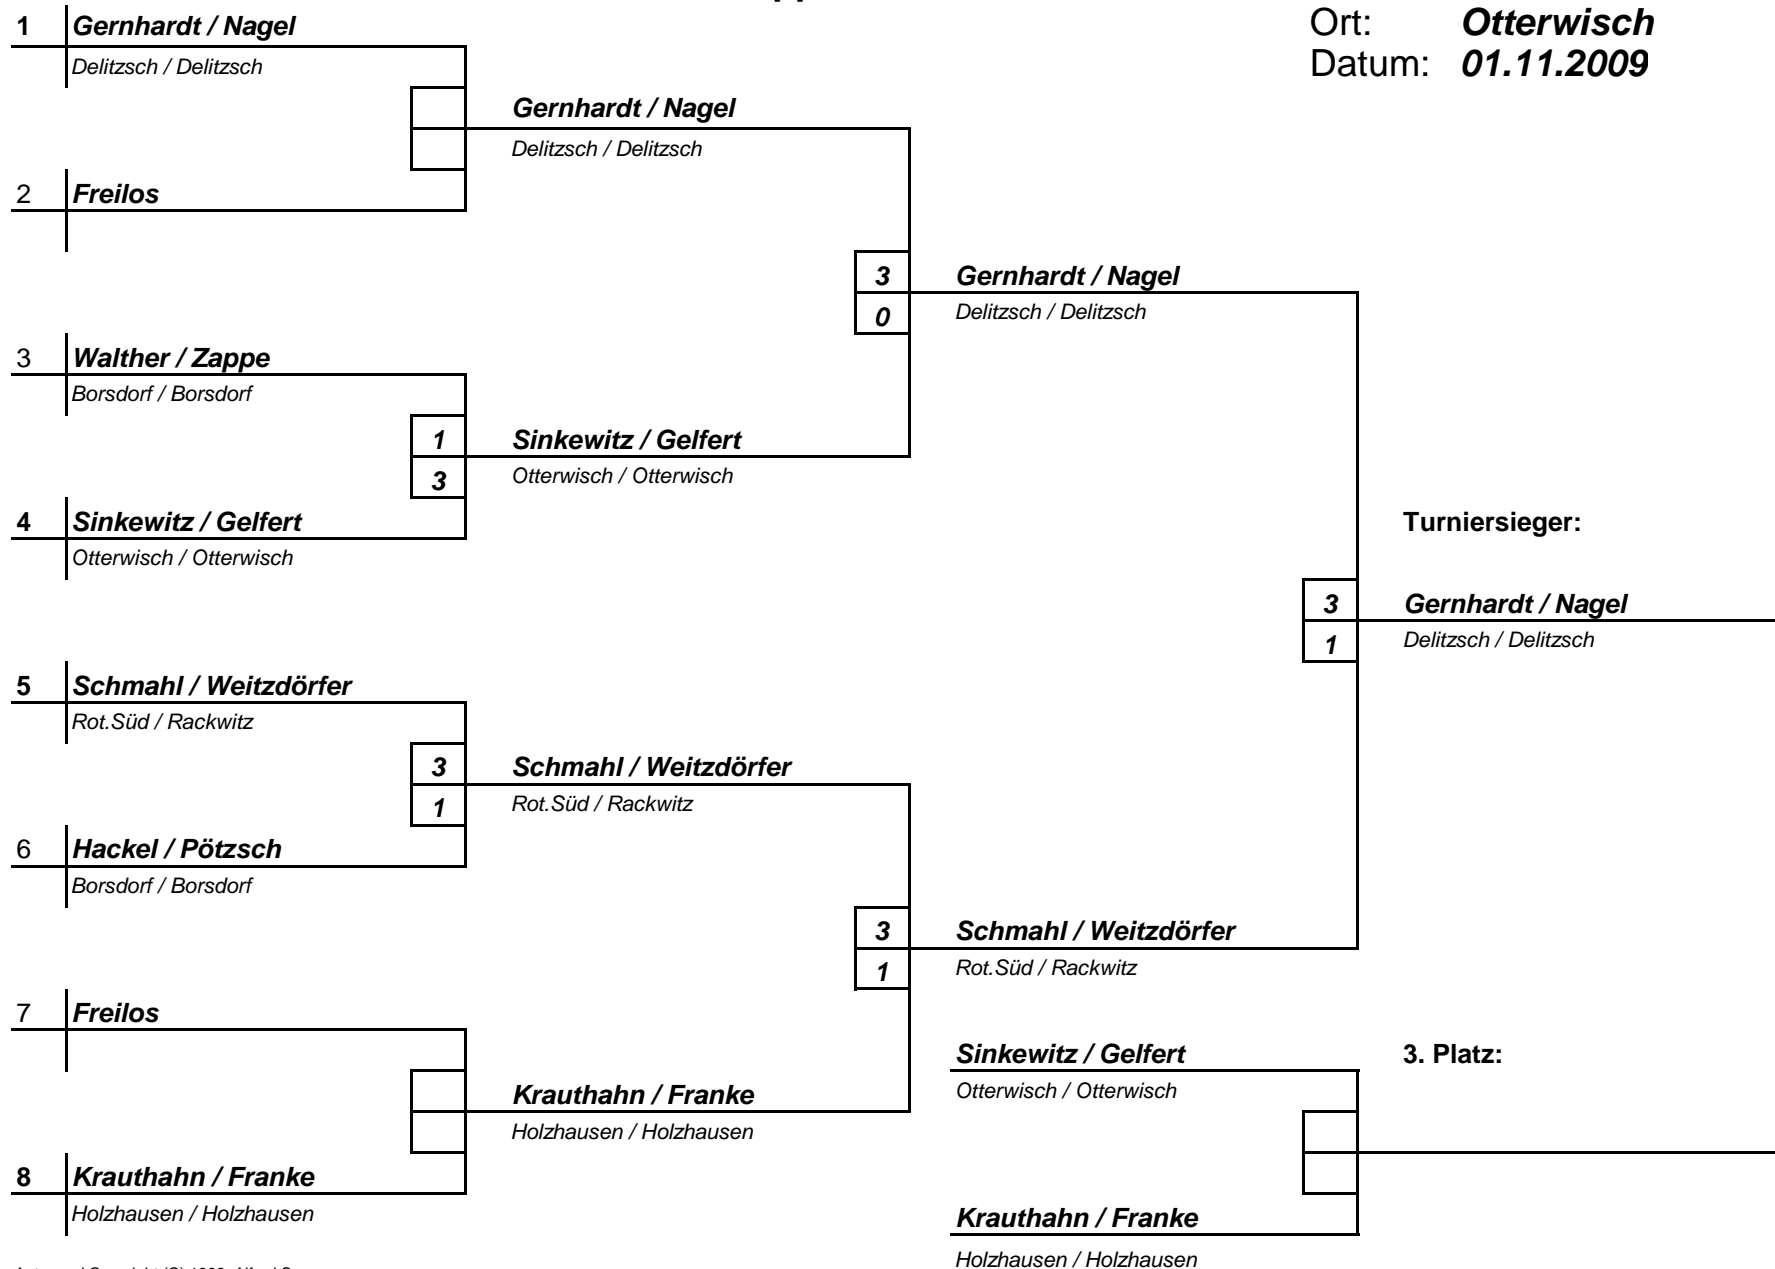 Ort: Otterwisch
Datum: 01.11.2009
1 Gernhardt / Nagel
Delitzsch / Delitzsch
Gernhardt / Nagel
Delitzsch / Delitzsch
2 Freilos
3 Gernhardt / Nagel
0 Delitzsch / Delitzsch
3 Walther / Zappe
Borsdorf / Borsdorf
1 Sinkewitz / Gelfert
3 Otterwisch / Otterwisch
4 Sinkewitz / Gelfert
Otterwisch / Otterwisch
Turniersieger:
3 Gernhardt / Nagel
1 Delitzsch / Delitzsch
5 Schmahl / Weitzdörfer
Rot.Süd / Rackwitz
3 Schmahl / Weitzdörfer
1 Rot.Süd / Rackwitz
6 Hackel / Pötzsch
Borsdorf / Borsdorf
3 Schmahl / Weitzdörfer
1 Rot.Süd / Rackwitz
7 Freilos
Sinkewitz / Gelfert
Otterwisch / Otterwisch
3. Platz:
Krauthahn / Franke
Holzhausen / Holzhausen
8 Krauthahn / Franke
Holzhausen / Holzhausen
Krauthahn / Franke
Holzhausen / Holzhausen